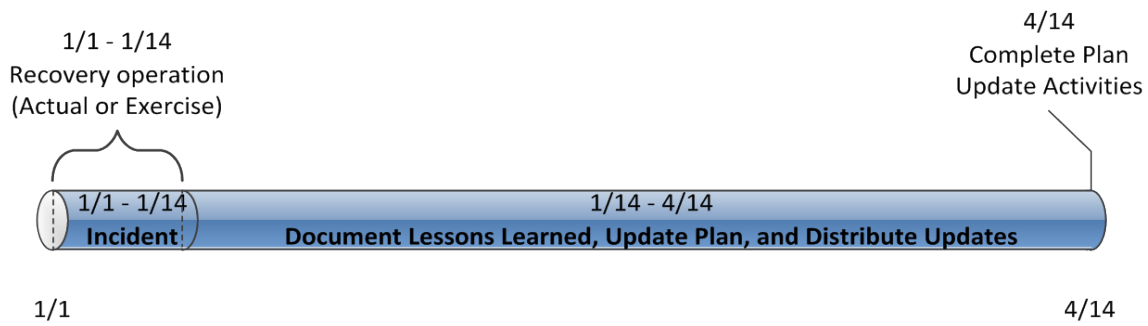 1/1 - 1/14
Recovery operation
(Actual or Exercise)
4/14
Complete Plan
Update Activities
1/1 - 1/14
Incident
1/14 - 4/14
Document Lessons Learned, Update Plan, and Distribute Updates
1/1
4/14